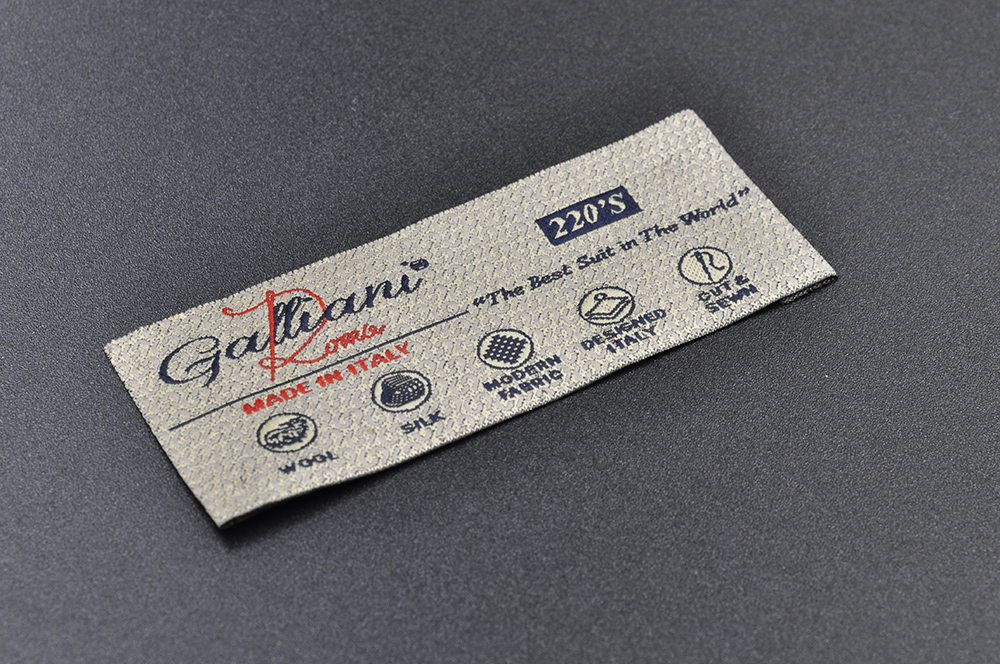 Galliani®
Roma
MADE IN ITALY
220'S
"The Best Suit in The World"
WOOL
SILK
MODERN
FABRIC
DESIGNED
ITALY
R
CUT &
SEWN